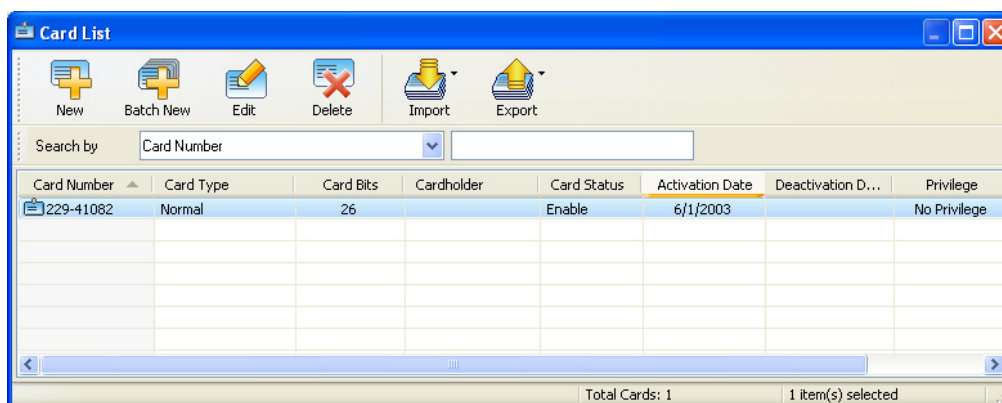 Card List
New Batch New Edit Delete Import Export
Search by Card Number
Card Number Card Type Card Bits Cardholder Card Status Activation Date Deactivation D... Privilege
229-41082 Normal 26 Enable 6/1/2003 No Privilege
Total Cards: 1 1 item(s) selected